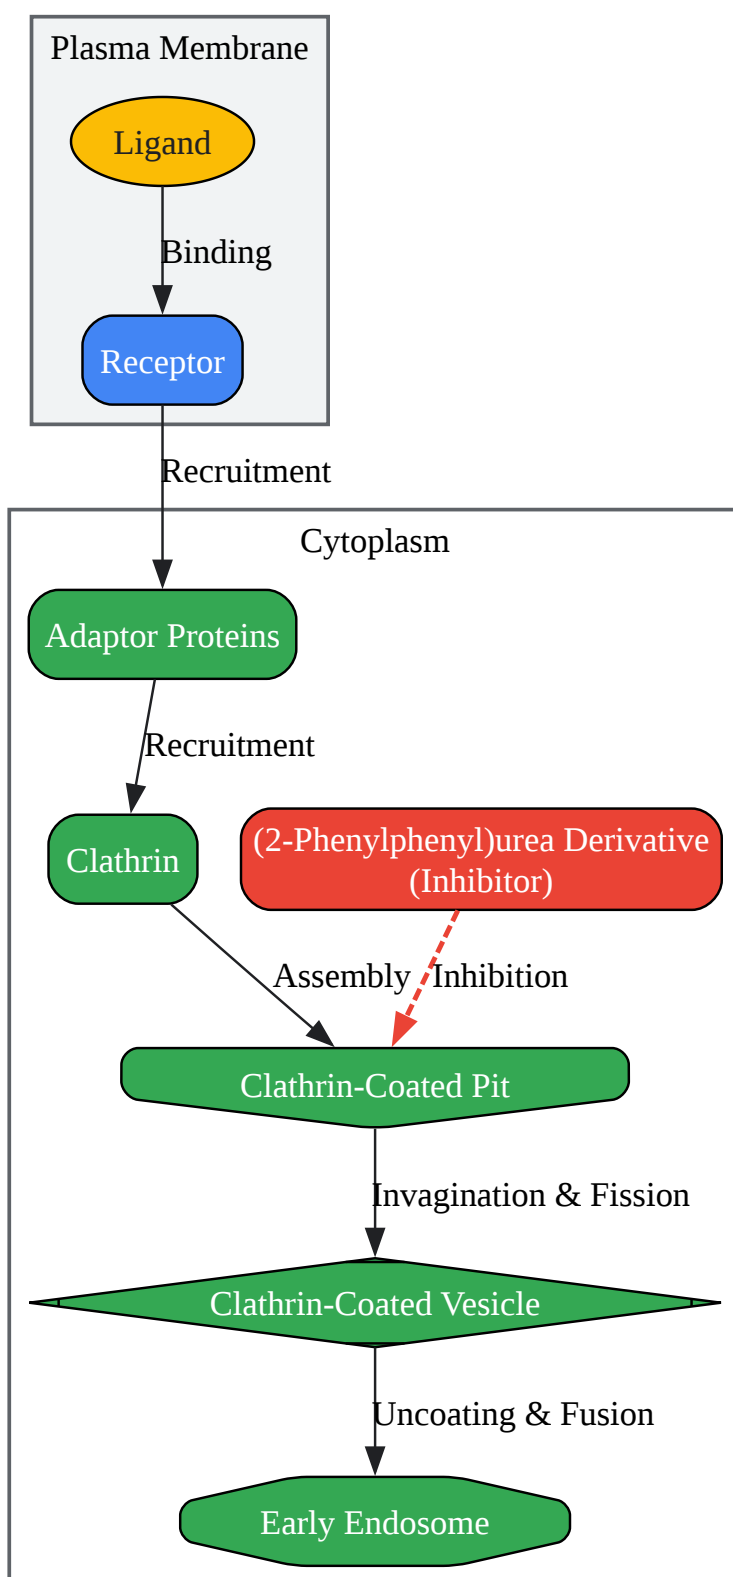 Plasma Membrane
Ligand
Binding
Receptor
Recruitment
Cytoplasm
Adaptor Proteins
Recruitment
Clathrin
(2-Phenylphenyl)urea Derivative
(Inhibitor)
Assembly
Inhibition
Clathrin-Coated Pit
Invagination & Fission
Clathrin-Coated Vesicle
Uncoating & Fusion
Early Endosome